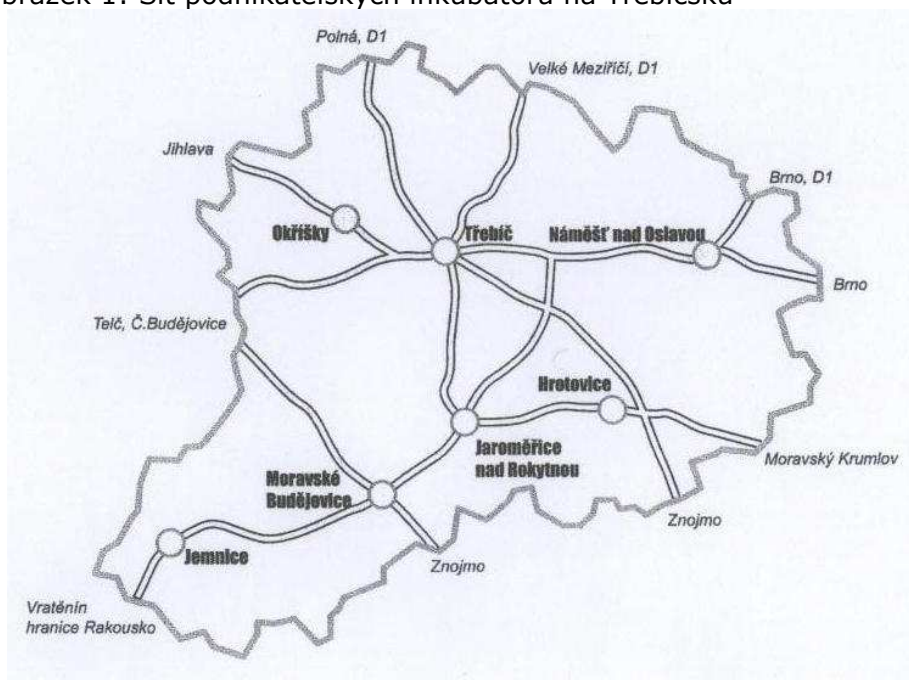 brázek 1: Síť podnikatelských inkubátorů na Třebíčsku
Polná, D1
Velké Meziříčí, D1
Jihlava
Brno, D1
Okříšky
Třebíč
Náměšť nad Oslavou
Brno
Telč, Č.Budějovice
Hrotovice
Jaroměřice
nad Rokytnou
Moravský Krumlov
Moravské
Budějovice
Znojmo
Jemnice
Znojmo
Vratěnín
hranice Rakousko